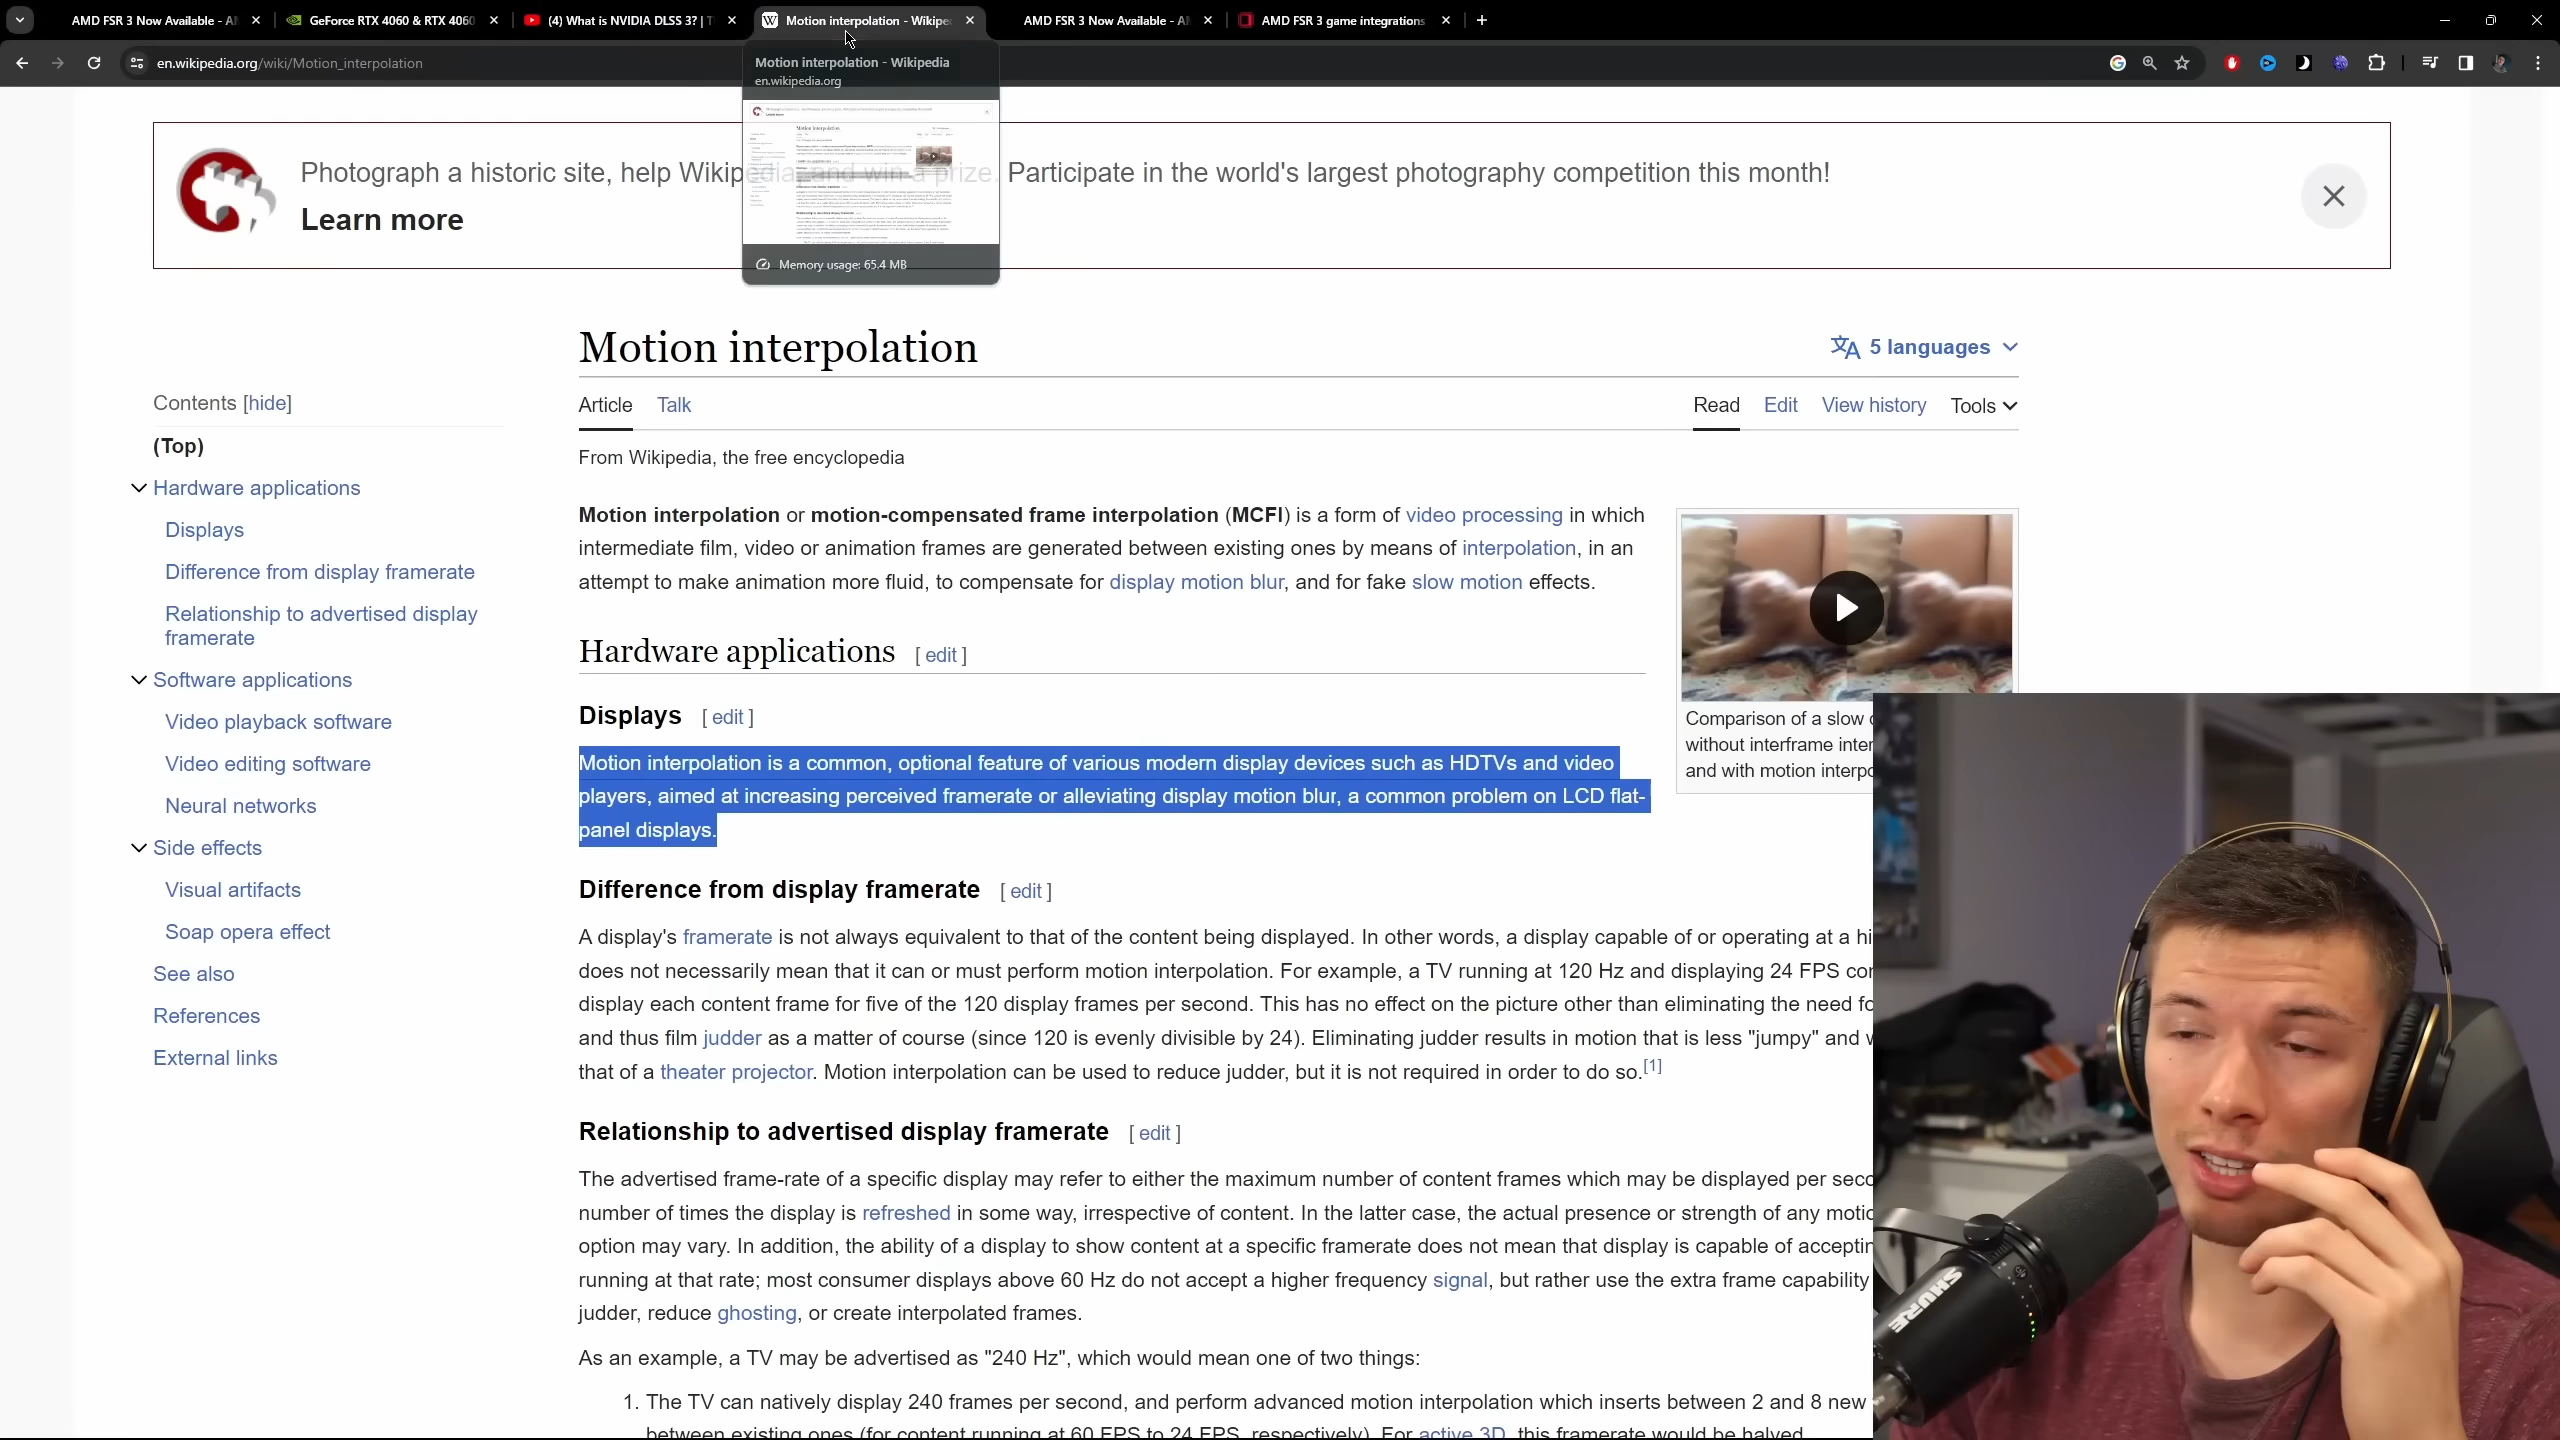 AMD FSR 3 Now Available - AM
GeForce RTX 4060 & RTX 4060
(4) What is NVIDIA DLSS 3? | T
Motion interpolation - Wikipe
AMD FSR 3 Now Available - AM
AMD FSR 3 game integrations
en.wikipedia.org/wiki/Motion_interpolation
Motion interpolation - Wikipedia
en.wikipedia.org
Memory usage: 65.4 MB
Photograph a historic site, help Wikipedia, and win a prize. Participate in the world's largest photography competition this month!
Learn more
Motion interpolation
5 languages
Contents [hide]
(Top)
Hardware applications
Displays
Difference from display framerate
Relationship to advertised display
framerate
Software applications
Video playback software
Video editing software
Neural networks
Side effects
Visual artifacts
Soap opera effect
See also
References
External links
Article Talk
Read Edit View history Tools
From Wikipedia, the free encyclopedia
Motion interpolation or motion-compensated frame interpolation (MCFI) is a form of video processing in which
intermediate film, video or animation frames are generated between existing ones by means of interpolation, in an
attempt to make animation more fluid, to compensate for display motion blur, and for fake slow motion effects.
Comparison of a slow
without interframe inter
and with motion interpo
Hardware applications [ edit ]
Displays [ edit ]
Motion interpolation is a common, optional feature of various modern display devices such as HDTVs and video
players, aimed at increasing perceived framerate or alleviating display motion blur, a common problem on LCD flat-
panel displays.
Difference from display framerate [ edit ]
A display's framerate is not always equivalent to that of the content being displayed. In other words, a display capable of or operating at a hi
does not necessarily mean that it can or must perform motion interpolation. For example, a TV running at 120 Hz and displaying 24 FPS con
display each content frame for five of the 120 display frames per second. This has no effect on the picture other than eliminating the need fo
and thus film judder as a matter of course (since 120 is evenly divisible by 24). Eliminating judder results in motion that is less "jumpy" and w
that of a theater projector. Motion interpolation can be used to reduce judder, but it is not required in order to do so.[1]
Relationship to advertised display framerate [ edit ]
The advertised frame-rate of a specific display may refer to either the maximum number of content frames which may be displayed per seco
number of times the display is refreshed in some way, irrespective of content. In the latter case, the actual presence or strength of any motio
option may vary. In addition, the ability of a display to show content at a specific framerate does not mean that display is capable of acceptin
running at that rate; most consumer displays above 60 Hz do not accept a higher frequency signal, but rather use the extra frame capability
judder, reduce ghosting, or create interpolated frames.
As an example, a TV may be advertised as "240 Hz", which would mean one of two things:
1. The TV can natively display 240 frames per second, and perform advanced motion interpolation which inserts between 2 and 8 new
between existing ones (for content running at 60 FPS to 24 FPS, respectively). For active 3D, this framerate would be halved.
SHURE